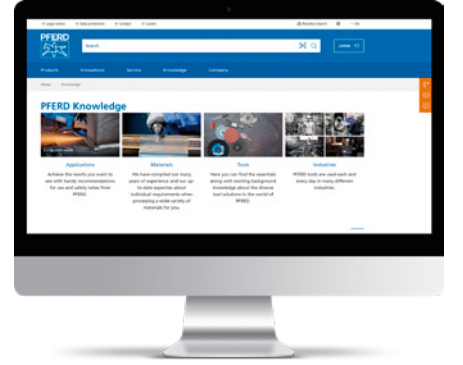 Legal notice Data protection Contact Career Retailers Search EN
PFERD
Search
LOGIN
Products Innovations Service Knowledge Company
Home Knowledge
PFERD Knowledge
Applications
Achieve the results you want to
see with handy recommendations
for use and safety notes from
PFERD.
Materials
We have compiled our many
years of experience and our up-
to-date expertise about
individual requirements when
processing a wide variety of
materials for you.
Tools
Here you can find the essentials
along with exciting background
knowledge about the diverse
tool solutions in the world of
PFERD.
Industries
PFERD tools are used each and
every day in many different
industries.